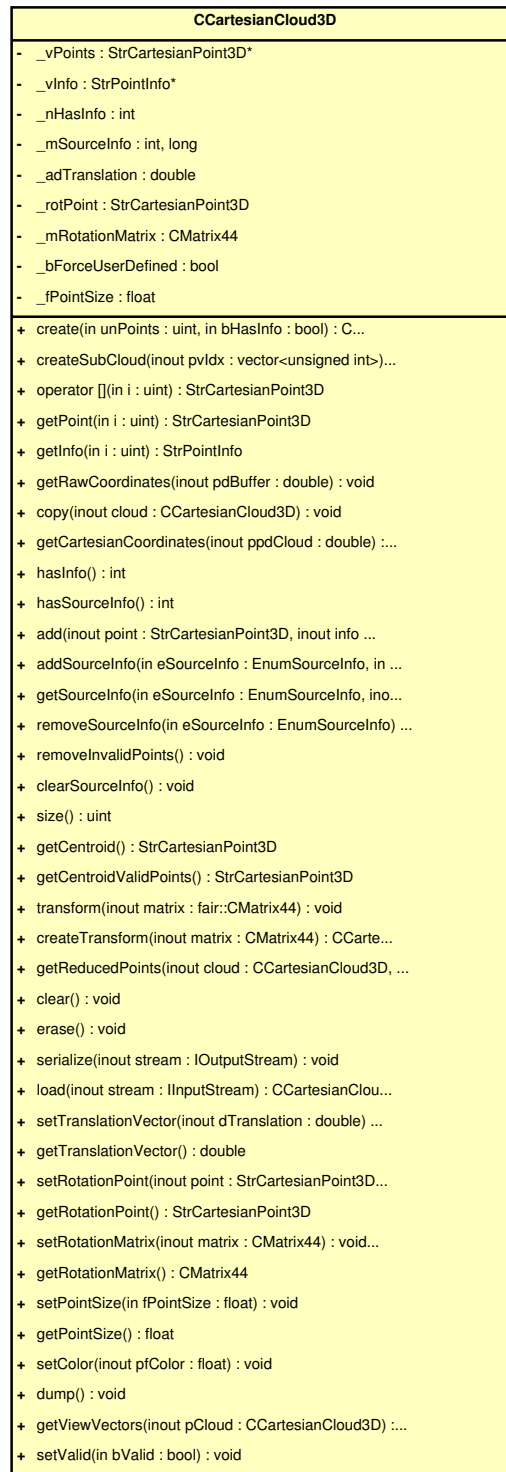 CCartesianCloud3D
- _vPoints : StrCartesianPoint3D*
- _vInfo : StrPointInfo*
- _nHasInfo : int
- _mSourceInfo : int, long
- _adTranslation : double
- _rotPoint : StrCartesianPoint3D
- _mRotationMatrix : CMatrix44
- _bForceUserDefined : bool
- _fPointSize : float
+ create(in unPoints : uint, in bHasInfo : bool) : C...
+ createSubCloud(inout pvIdx : vector<unsigned int>)...
+ operator [](in i : uint) : StrCartesianPoint3D
+ getPoint(in i : uint) : StrCartesianPoint3D
+ getInfo(in i : uint) : StrPointInfo
+ getRawCoordinates(inout pdBuffer : double) : void
+ copy(inout cloud : CCartesianCloud3D) : void
+ getCartesianCoordinates(inout ppdCloud : double) :...
+ hasInfo() : int
+ hasSourceInfo() : int
+ add(inout point : StrCartesianPoint3D, inout info ...
+ addSourceInfo(in eSourceInfo : EnumSourceInfo, in ...
+ getSourceInfo(in eSourceInfo : EnumSourceInfo, ino...
+ removeSourceInfo(in eSourceInfo : EnumSourceInfo) ...
+ removeInvalidPoints() : void
+ clearSourceInfo() : void
+ size() : uint
+ getCentroid() : StrCartesianPoint3D
+ getCentroidValidPoints() : StrCartesianPoint3D
+ transform(inout matrix : fair::CMatrix44) : void
+ createTransform(inout matrix : CMatrix44) : CCarte...
+ getReducedPoints(inout cloud : CCartesianCloud3D, ...
+ clear() : void
+ erase() : void
+ serialize(inout stream : IOutputStream) : void
+ load(inout stream : IInputStream) : CCartesianClou...
+ setTranslationVector(inout dTranslation : double) ...
+ getTranslationVector() : double
+ setRotationPoint(inout point : StrCartesianPoint3D...
+ getRotationPoint() : StrCartesianPoint3D
+ setRotationMatrix(inout matrix : CMatrix44) : void...
+ getRotationMatrix() : CMatrix44
+ setPointSize(in fPointSize : float) : void
+ getPointSize() : float
+ setColor(inout pfColor : float) : void
+ dump() : void
+ getViewVectors(inout pCloud : CCartesianCloud3D) :...
+ setValid(in bValid : bool) : void